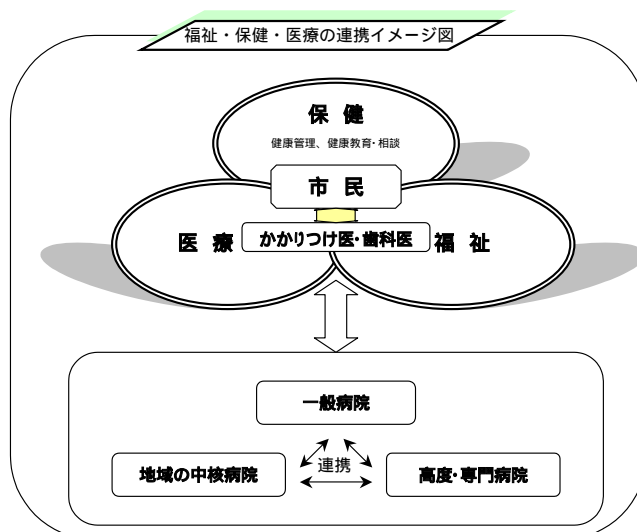 福祉・保健・医療の連携イメージ図
保 健
健康管理、健康教育・相談
市 民
医 療
かかりつけ医・歯科医
福 祉
一般病院
連携
地域の中核病院
高度・専門病院